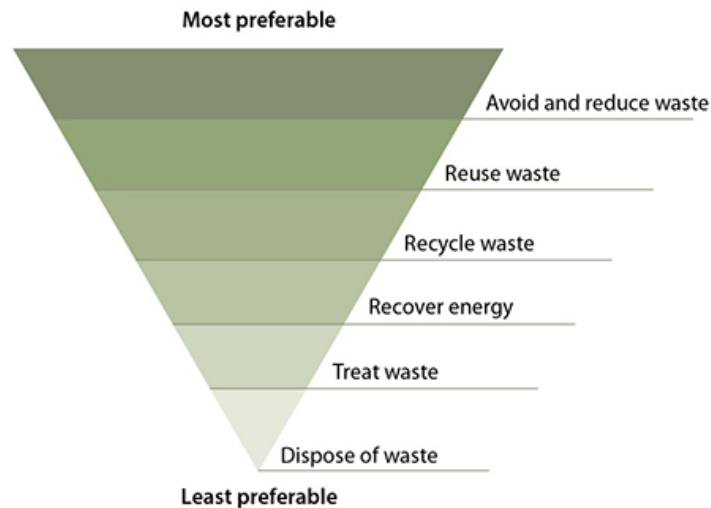 Most preferable
Avoid and reduce waste
Reuse waste
Recycle waste
Recover energy
Treat waste
Dispose of waste
Least preferable